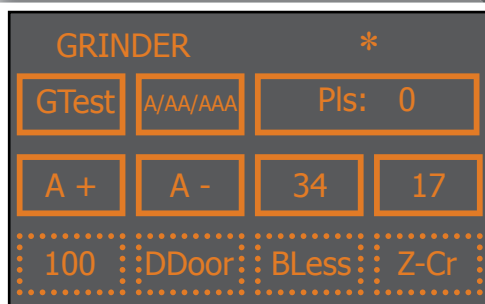 GRINDER *
GTest A/AA/AAA Pls: 0
A + A - 34 17
100 DDoor BLess Z-Cr